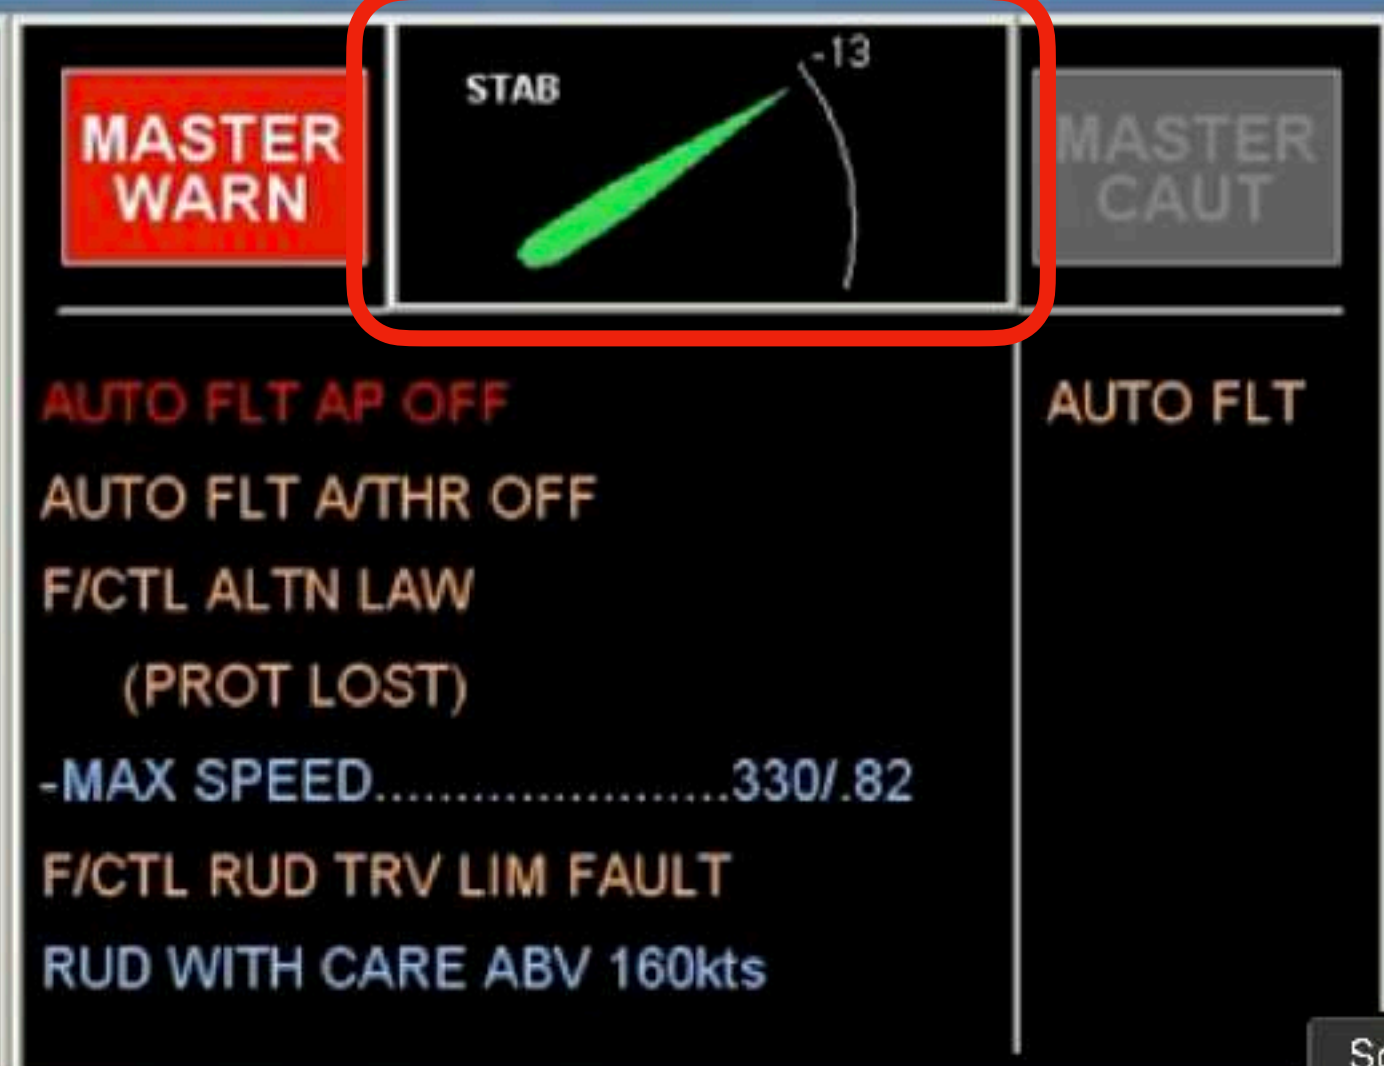 MASTER
WARN
STAB
-13
MASTER
CAUT
AUTO FLT AP OFF
AUTO FLT
AUTO FLT A/THR OFF
F/CTL ALTN LAW
(PROT LOST)
-MAX SPEED......................330/.82
F/CTL RUD TRV LIM FAULT
RUD WITH CARE ABV 160kts